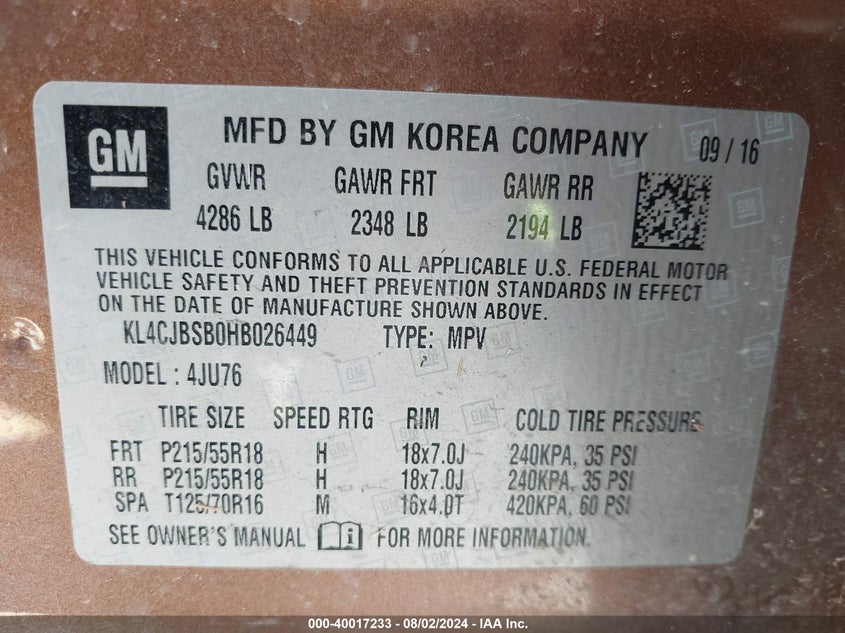 GM
MFD BY GM KOREA COMPANY 09 / 16
GVWR GAWR FRT GAWR RR
4286 LB 2348 LB 2194 LB
THIS VEHICLE CONFORMS TO ALL APPLICABLE U.S. FEDERAL MOTOR
VEHICLE SAFETY AND THEFT PREVENTION STANDARDS IN EFFECT
ON THE DATE OF MANUFACTURE SHOWN ABOVE.
KL4CJBSB0HB026449 TYPE: MPV
MODEL : 4JU76
TIRE SIZE SPEED RTG RIM COLD TIRE PRESSURE
FRT P215/55R18 H 18x7.0J 240KPA, 35 PSI
RR P215/55R18 H 18x7.0J 240KPA, 35 PSI
SPA T125/70R16 M 16x4.0T 420KPA, 60 PSI
SEE OWNER'S MANUAL i FOR MORE INFORMATION.
000-40017233 - 08/02/2024 - IAA Inc.